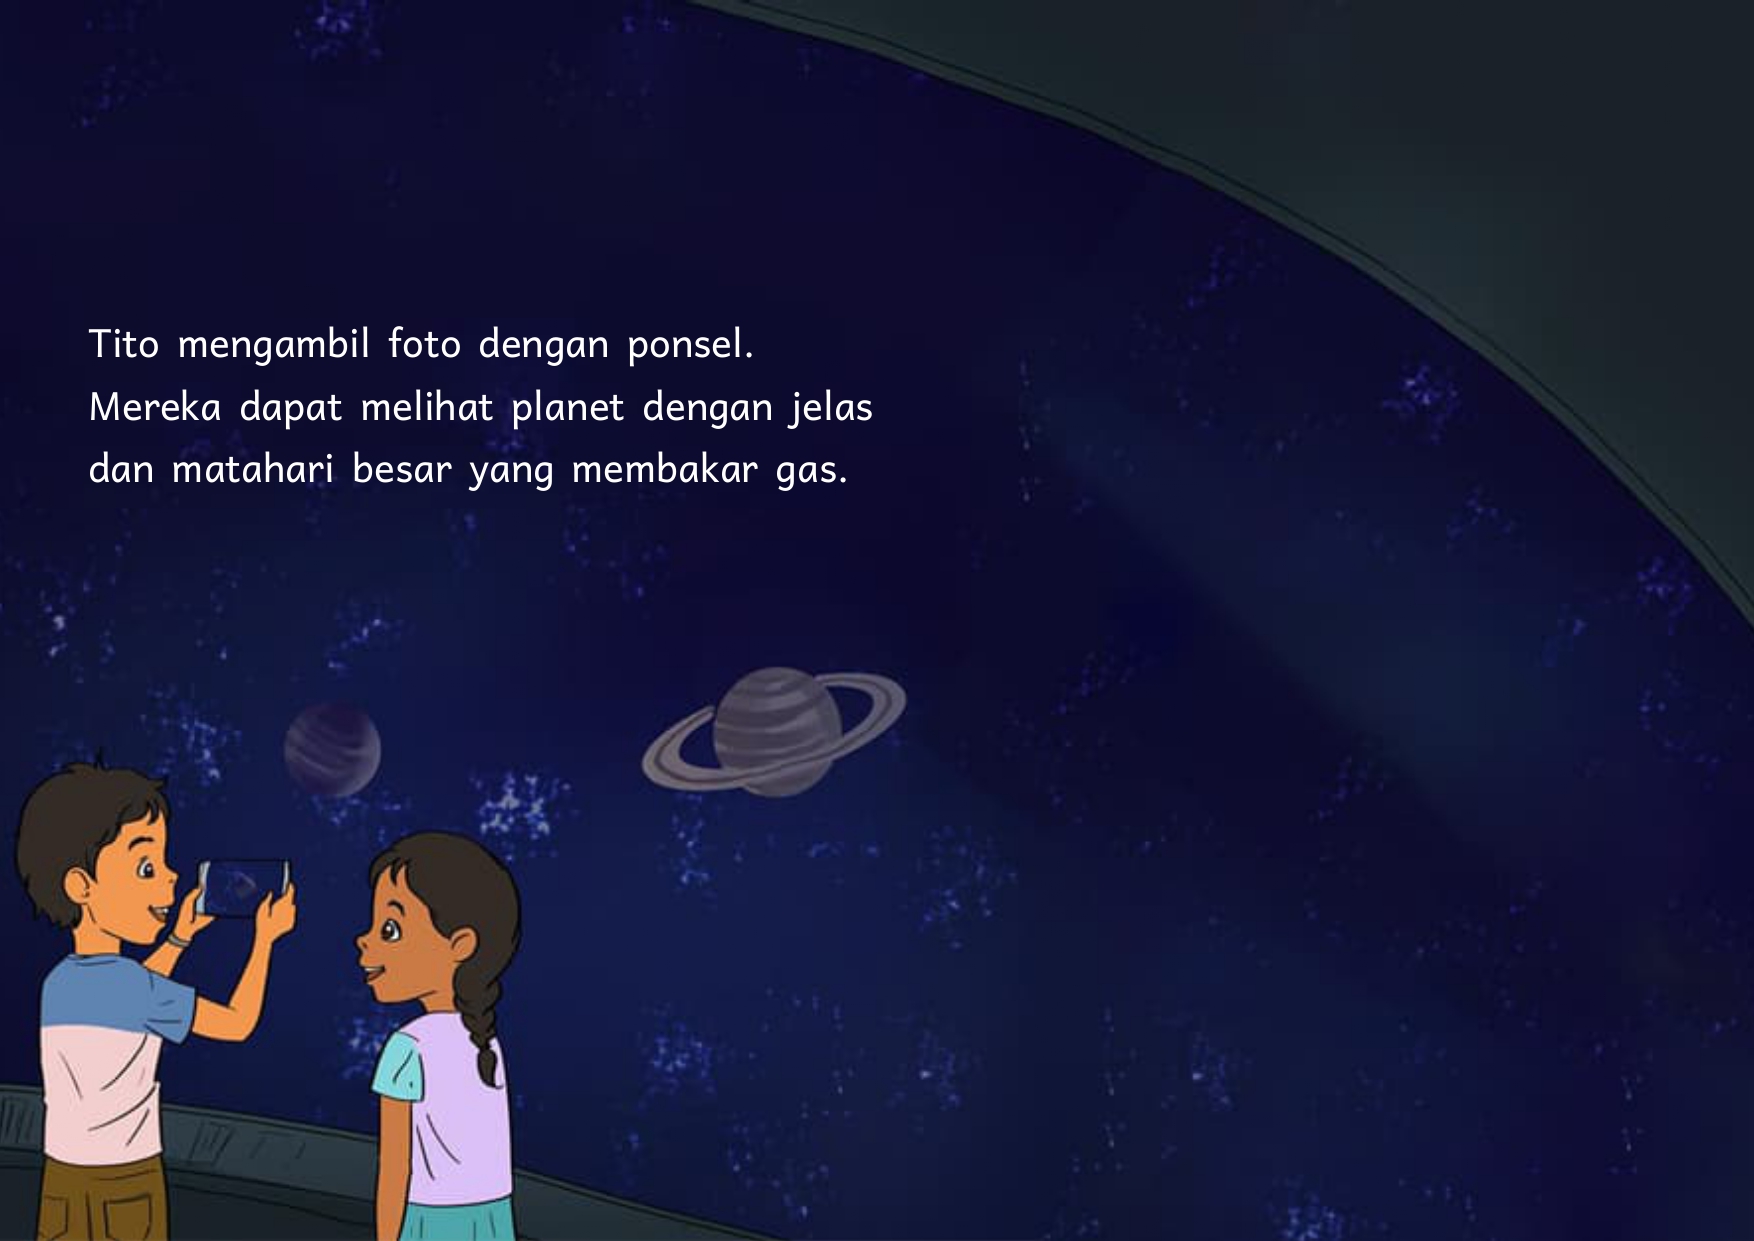 Tito mengambil foto dengan ponsel.
Mereka dapat melihat planet dengan jelas
dan matahari besar yang membakar gas.